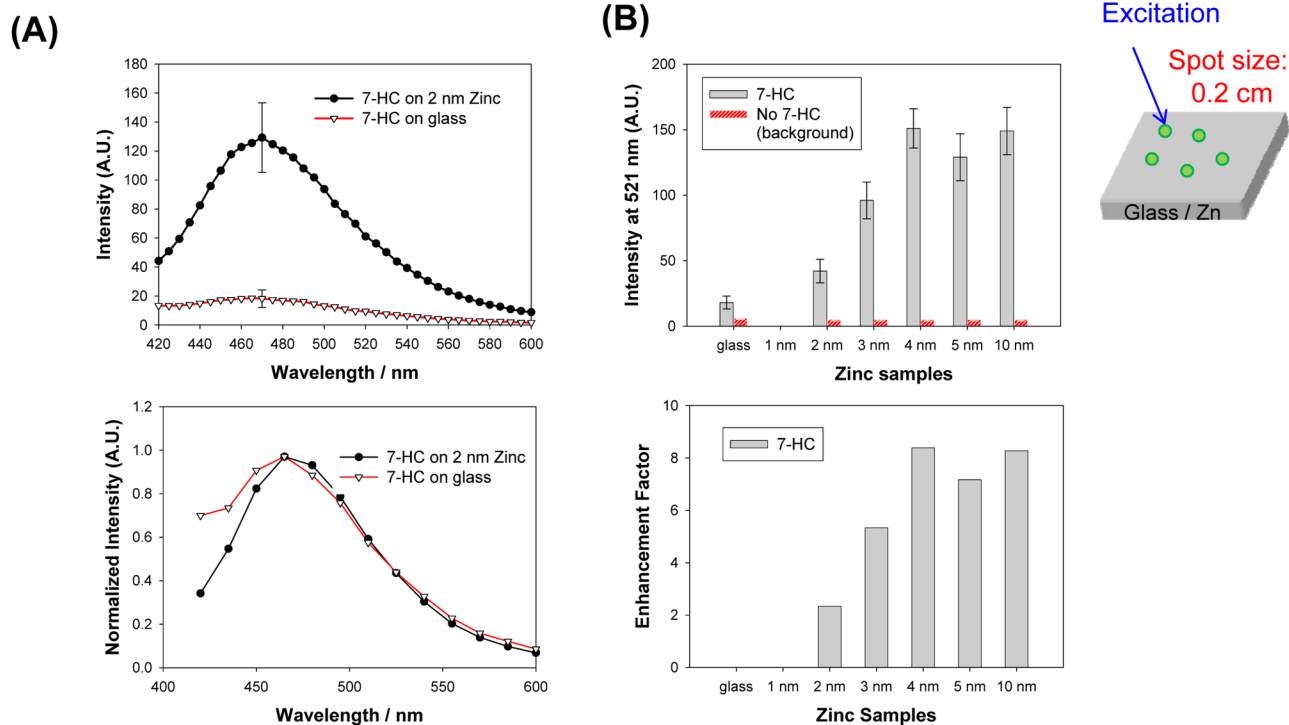 (A)
180
160
140
120
100
80
60
40
20
0
Intensity (A.U.)
7-HC on 2 nm Zinc
7-HC on glass
420 440 460 480 500 520 540 560 580 600
Wavelength / nm
1.2
1.0
0.8
0.6
0.4
0.2
0.0
Normalized Intensity (A.U.)
7-HC on 2 nm Zinc
7-HC on glass
400 450 500 550 600
Wavelength / nm
(B)
200
150
100
50
0
Intensity at 521 nm (A.U.)
7-HC
No 7-HC
(background)
glass 1 nm 2 nm 3 nm 4 nm 5 nm 10 nm
Zinc samples
Excitation
Spot size:
0.2 cm
Glass / Zn
10
8
6
4
2
0
Enhancement Factor
7-HC
glass 1 nm 2 nm 3 nm 4 nm 5 nm 10 nm
Zinc Samples